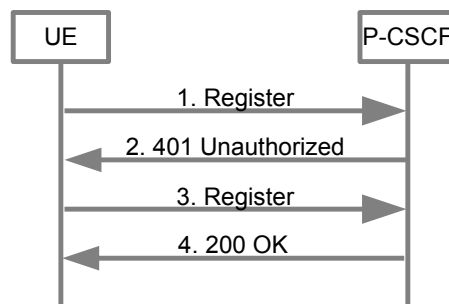 UE
P-CSCF
1. Register
2. 401 Unauthorized
3. Register
4. 200 OK